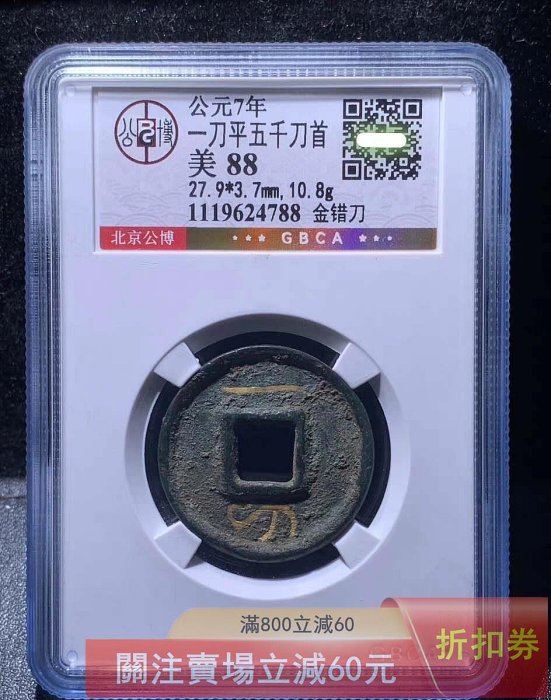 公 博
公元7年
一刀平五千刀首
美 88
27.9*3.7mm, 10.8g
1119624788 金错刀
北京公博
GBCA
一
刀
滿800立減60
關注賣場立減60元
折扣券